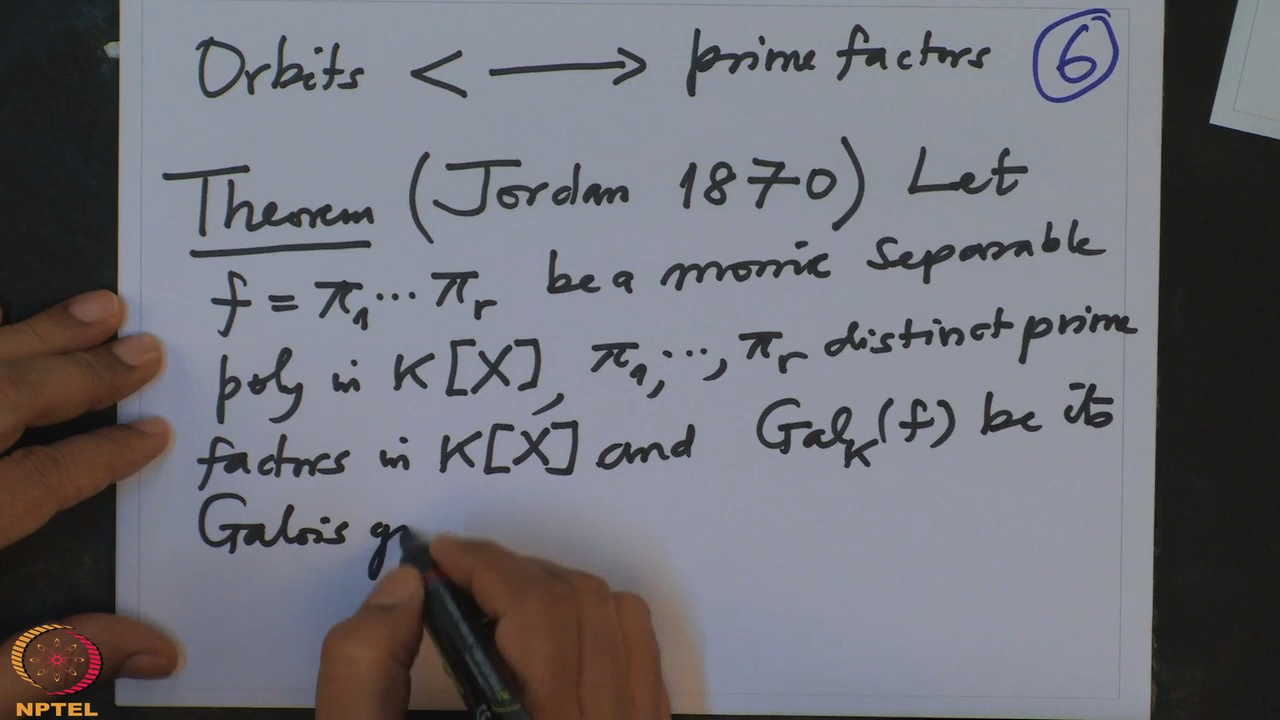 Orbits <——> prime factors ⑥
Theorem (Jordan 1870) Let
f = π₁⋯πᵣ be a monic separable
poly in K[X], π₁,⋯, πᵣ distinct prime
factors in K[X] and Gal_K(f) be its
Galois g
NPTEL